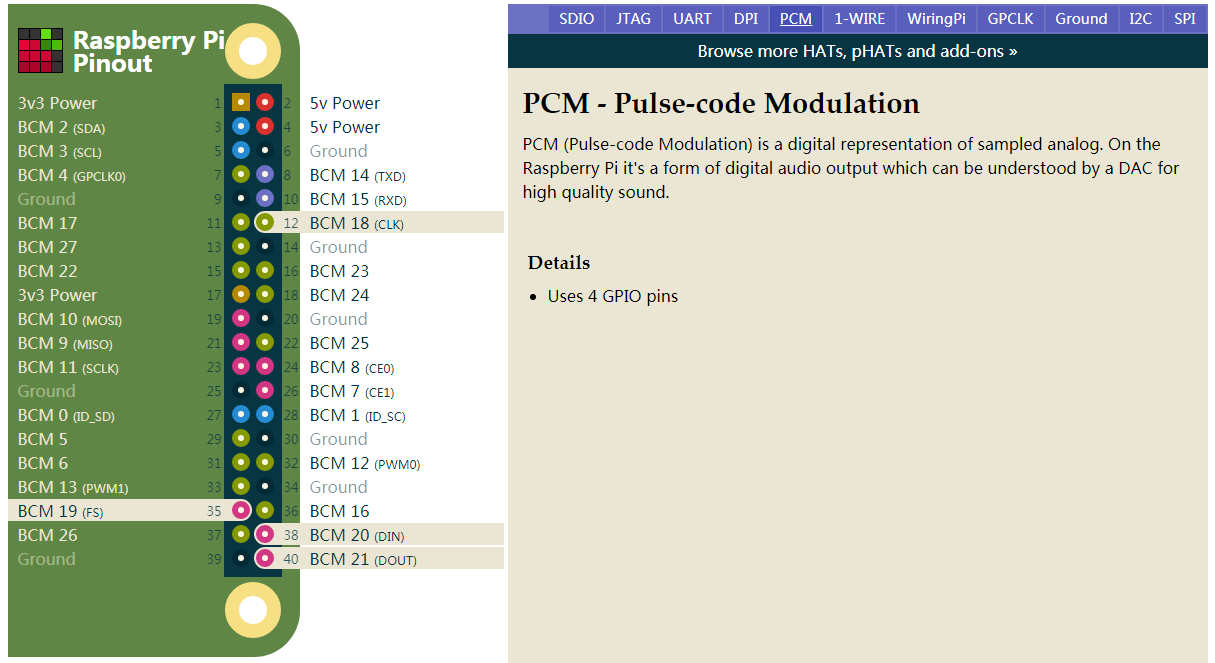 Raspberry Pi
Pinout
3v3 Power 1 2 5v Power
BCM 2 (SDA) 3 4 5v Power
BCM 3 (SCL) 5 6 Ground
BCM 4 (GPCLK0) 7 8 BCM 14 (TXD)
Ground 9 10 BCM 15 (RXD)
BCM 17 11 12 BCM 18 (CLK)
BCM 27 13 14 Ground
BCM 22 15 16 BCM 23
3v3 Power 17 18 BCM 24
BCM 10 (MOSI) 19 20 Ground
BCM 9 (MISO) 21 22 BCM 25
BCM 11 (SCLK) 23 24 BCM 8 (CE0)
Ground 25 26 BCM 7 (CE1)
BCM 0 (ID_SD) 27 28 BCM 1 (ID_SC)
BCM 5 29 30 Ground
BCM 6 31 32 BCM 12 (PWM0)
BCM 13 (PWM1) 33 34 Ground
BCM 19 (FS) 35 36 BCM 16
BCM 26 37 38 BCM 20 (DIN)
Ground 39 40 BCM 21 (DOUT)
SDIO JTAG UART DPI PCM 1-WIRE WiringPi GPCLK Ground I2C SPI
Browse more HATs, pHATs and add-ons »
PCM - Pulse-code Modulation
PCM (Pulse-code Modulation) is a digital representation of sampled analog. On the
Raspberry Pi it's a form of digital audio output which can be understood by a DAC for
high quality sound.
Details
• Uses 4 GPIO pins